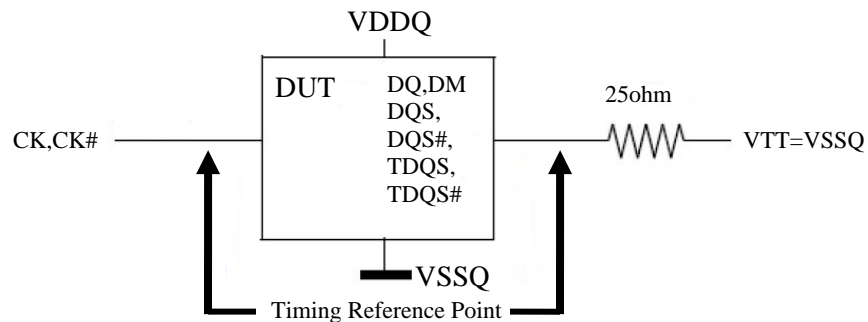 VDDQ
DUT
DQ,DM
DQS,
DQS#,
TDQS,
TDQS#
25ohm
CK,CK#
VTT=VSSQ
VSSQ
Timing Reference Point